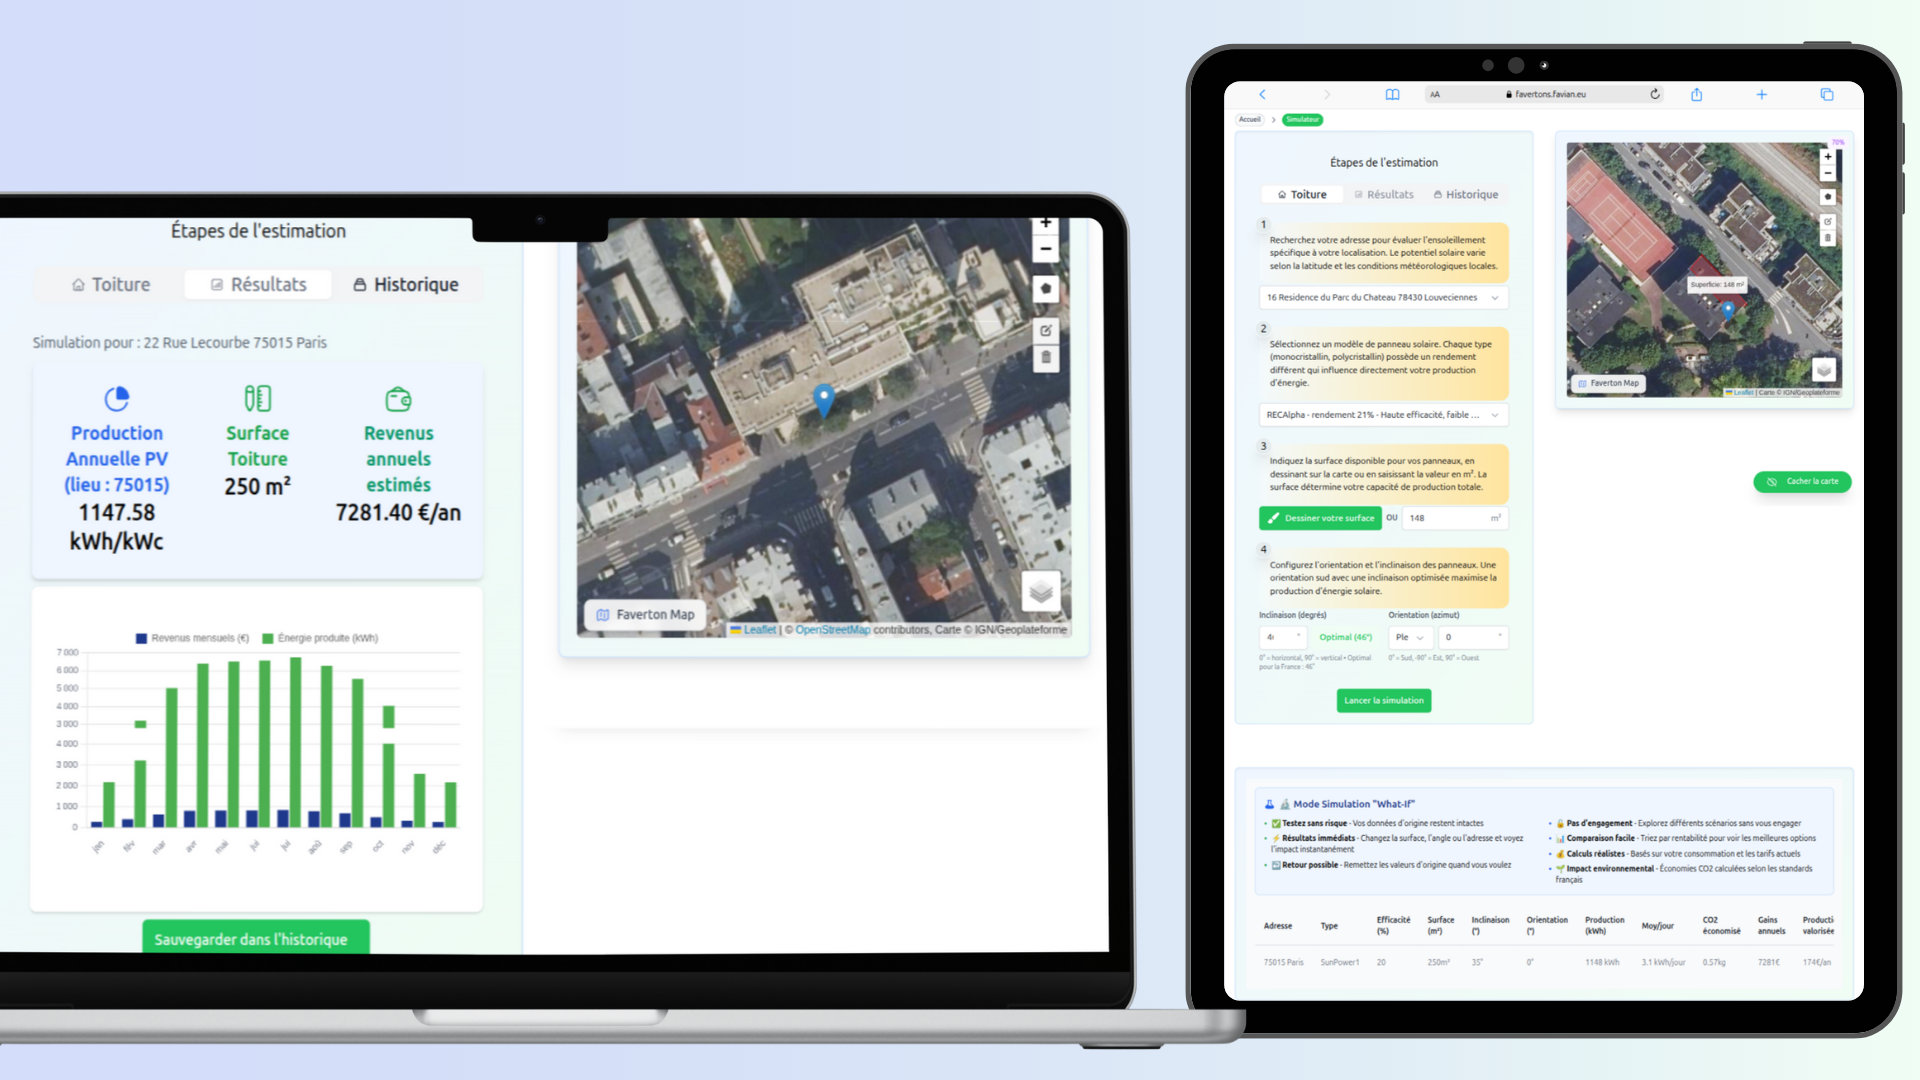 Étapes de l'estimation
Toiture
Résultats
Historique
Simulation pour : 22 Rue Lecourbe 75015 Paris
Production
Annuelle PV
(lieu : 75015)
1147.58
kWh/kWc
Surface
Toiture
250 m²
Revenus
annuels
estimés
7281.40 €/an
Revenus mensuels (€)
Énergie produite (kWh)
7 000
6 000
5 000
4 000
3 000
4 000
3 000
2 000
1 000
0
jan
fév
mar
avr
mai
jui
jui
aoû
sep
oct
nov
déc
Sauvegarder dans l'historique
+
−
Faverton Map
Leaflet | © OpenStreetMap contributors, Carte © IGN/Geoplateforme
AA
favertons.favian.eu
Accueil
Simulateur
Étapes de l'estimation
Toiture
Résultats
Historique
1
Recherchez votre adresse pour évaluer l'ensoleillement
spécifique à votre localisation. Le potentiel solaire varie
selon la latitude et les conditions météorologiques locales.
16 Residence du Parc du Chateau 78430 Louveciennes
2
Sélectionnez un modèle de panneau solaire. Chaque type
(monocristallin, polycristallin) possède un rendement
différent qui influence directement votre production
d'énergie.
RECAlpha - rendement 21% - Haute efficacité, faible ...
3
Indiquez la surface disponible pour vos panneaux, en
dessinant sur la carte ou en saisissant la valeur en m². La
surface détermine votre capacité de production totale.
Dessiner votre surface
OU
148
m²
4
Configurez l'orientation et l'inclinaison des panneaux. Une
orientation sud avec une inclinaison optimisée maximise la
production d'énergie solaire.
Inclinaison (degrés)
Orientation (azimut)
°
Optimal (46°)
Ple
0
°
0° = horizontal, 90° = vertical • Optimal
pour la France : 46°
0° = Sud, -90° = Est, 90° = Ouest
Lancer la simulation
70%
+
−
Superficie: 148 m²
Faverton Map
Leaflet | Carte © IGN/Geoplateforme
Cacher la carte
Mode Simulation "What-If"
• Testez sans risque - Vos données d'origine restent intactes
• Résultats immédiats - Changez la surface, l'angle ou l'adresse et voyez
l'impact instantanément
• Retour possible - Remettez les valeurs d'origine quand vous voulez
• Pas d'engagement - Explorez différents scénarios sans vous engager
• Comparaison facile - Triez par rentabilité pour voir les meilleures options
• Calculs réalistes - Basés sur votre consommation et les tarifs actuels
• Impact environnemental - Économies CO2 calculées selon les standards
français
Adresse
Type
Efficacité
(%)
Surface
(m²)
Inclinaison
(°)
Orientation
(°)
Production
(kWh)
Moy/jour
CO2
économisé
Gains
annuels
Producti
valorisée
75015 Paris
SunPower1
20
250m²
35°
0°
1148 kWh
3.1 kWh/jour
0.57kg
7281€
174€/an